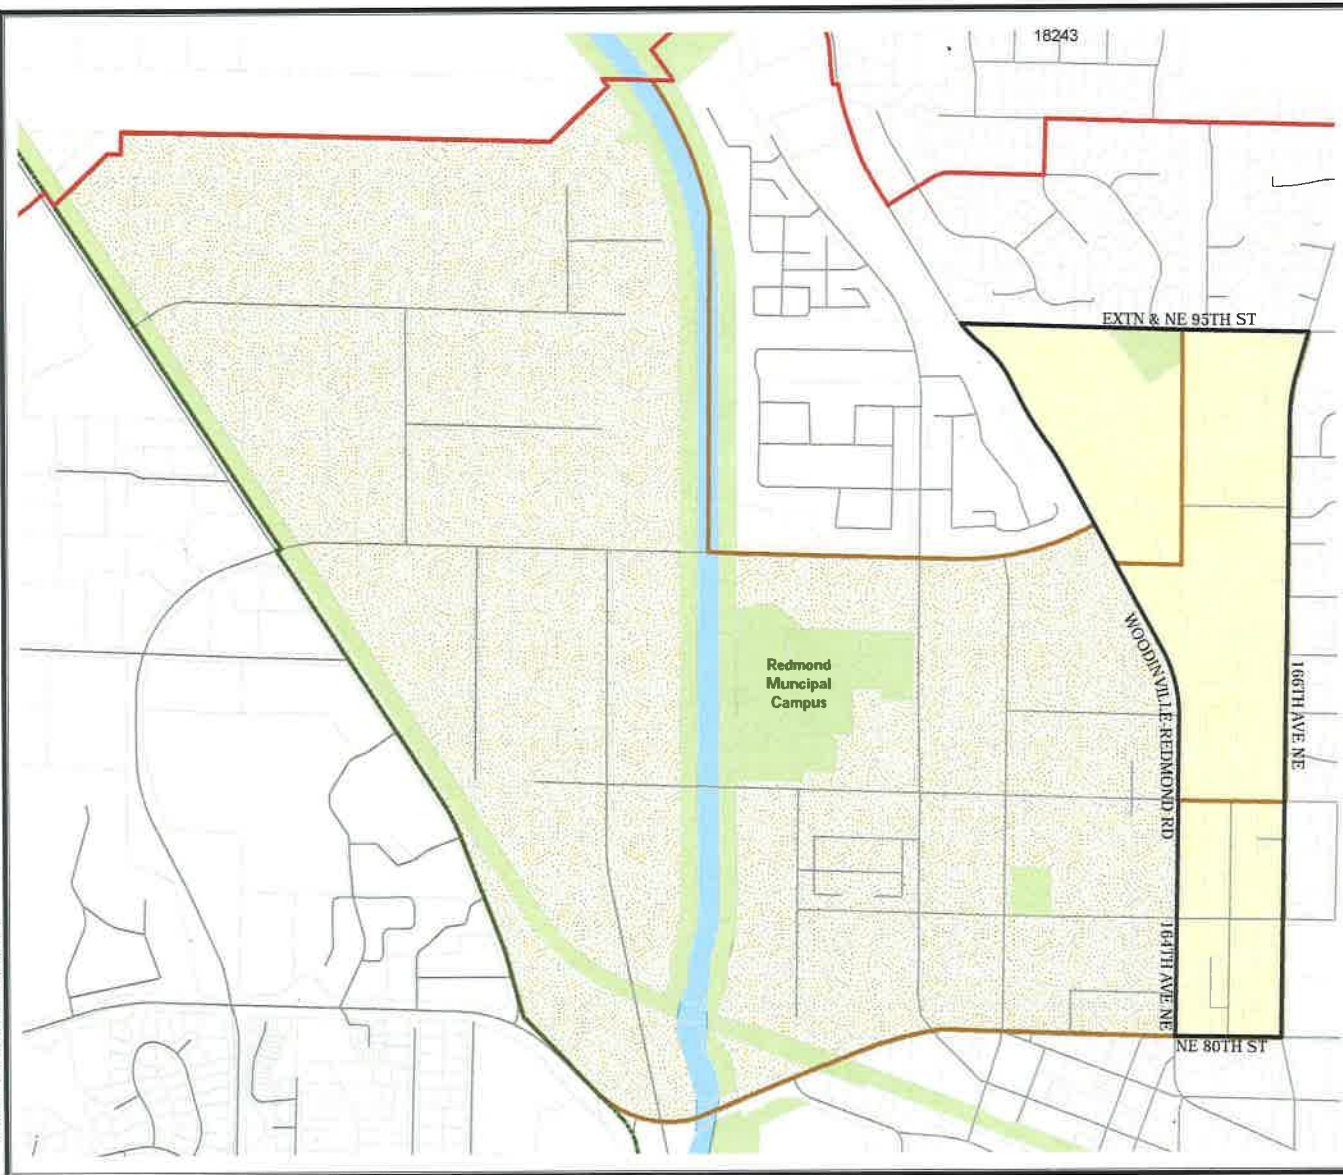 18243
EXTN & NE 95TH ST
Redmond
Muncipal
Campus
WOODINVILLE-REDMOND RD
166TH AVE NE
164TH AVE NE
NE 80TH ST